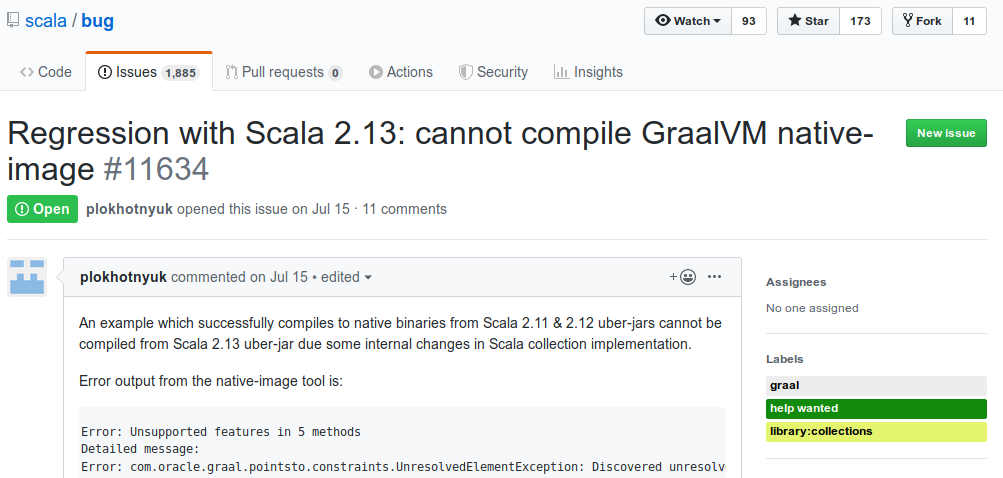 scala / bug
Watch 93 Star 173 Fork 11
Code Issues 1,885 Pull requests 0 Actions Security Insights
Regression with Scala 2.13: cannot compile GraalVM native-
image #11634
New issue
Open plokhotnyuk opened this issue on Jul 15 · 11 comments
plokhotnyuk commented on Jul 15 • edited
An example which successfully compiles to native binaries from Scala 2.11 & 2.12 uber-jars cannot be
compiled from Scala 2.13 uber-jar due some internal changes in Scala collection implementation.
Error output from the native-image tool is:
Error: Unsupported features in 5 methods
Detailed message:
Error: com.oracle.graal.pointsto.constraints.UnresolvedElementException: Discovered unresolv
Assignees
No one assigned
Labels
graal
help wanted
library:collections